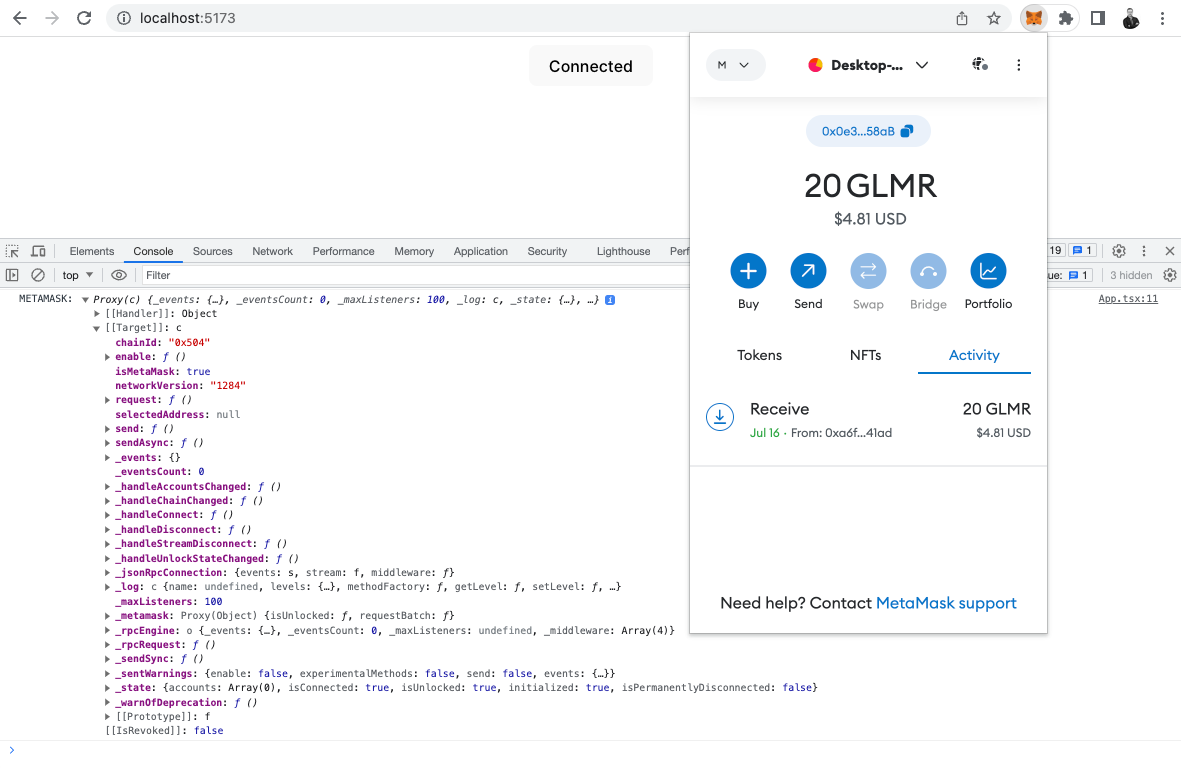 localhost:5173
Connected
M
Desktop-...
0x0e3...58aB
20 GLMR
$4.81 USD
Buy
Send
Swap
Bridge
Portfolio
Tokens
NFTs
Activity
Receive
20 GLMR
Jul 16 · From: 0xa6f...41ad
$4.81 USD
Need help? Contact MetaMask support
Elements Console Sources Network Performance Memory Application Security Lighthouse Perf
19 1
top Filter ue: 1 3 hidden
METAMASK: Proxy(c) {_events: {…}, _eventsCount: 0, _maxListeners: 100, _log: c, _state: {…}, …} i
App.tsx:11
[[Handler]]: Object
[[Target]]: c
chainId: "0x504"
enable: ƒ ()
isMetaMask: true
networkVersion: "1284"
request: ƒ ()
selectedAddress: null
send: ƒ ()
sendAsync: ƒ ()
_events: {}
_eventsCount: 0
_handleAccountsChanged: ƒ ()
_handleChainChanged: ƒ ()
_handleConnect: ƒ ()
_handleDisconnect: ƒ ()
_handleStreamDisconnect: ƒ ()
_handleUnlockStateChanged: ƒ ()
_jsonRpcConnection: {events: s, stream: f, middleware: ƒ}
_log: c {name: undefined, levels: {…}, methodFactory: ƒ, getLevel: ƒ, setLevel: ƒ, …}
_maxListeners: 100
_metamask: Proxy(Object) {isUnlocked: ƒ, requestBatch: ƒ}
_rpcEngine: o {_events: {…}, _eventsCount: 0, _maxListeners: undefined, _middleware: Array(4)}
_rpcRequest: ƒ ()
_sendSync: ƒ ()
_sentWarnings: {enable: false, experimentalMethods: false, send: false, events: {…}}
_state: {accounts: Array(0), isConnected: true, isUnlocked: true, initialized: true, isPermanentlyDisconnected: false}
_warnOfDeprecation: ƒ ()
[[Prototype]]: f
[[IsRevoked]]: false